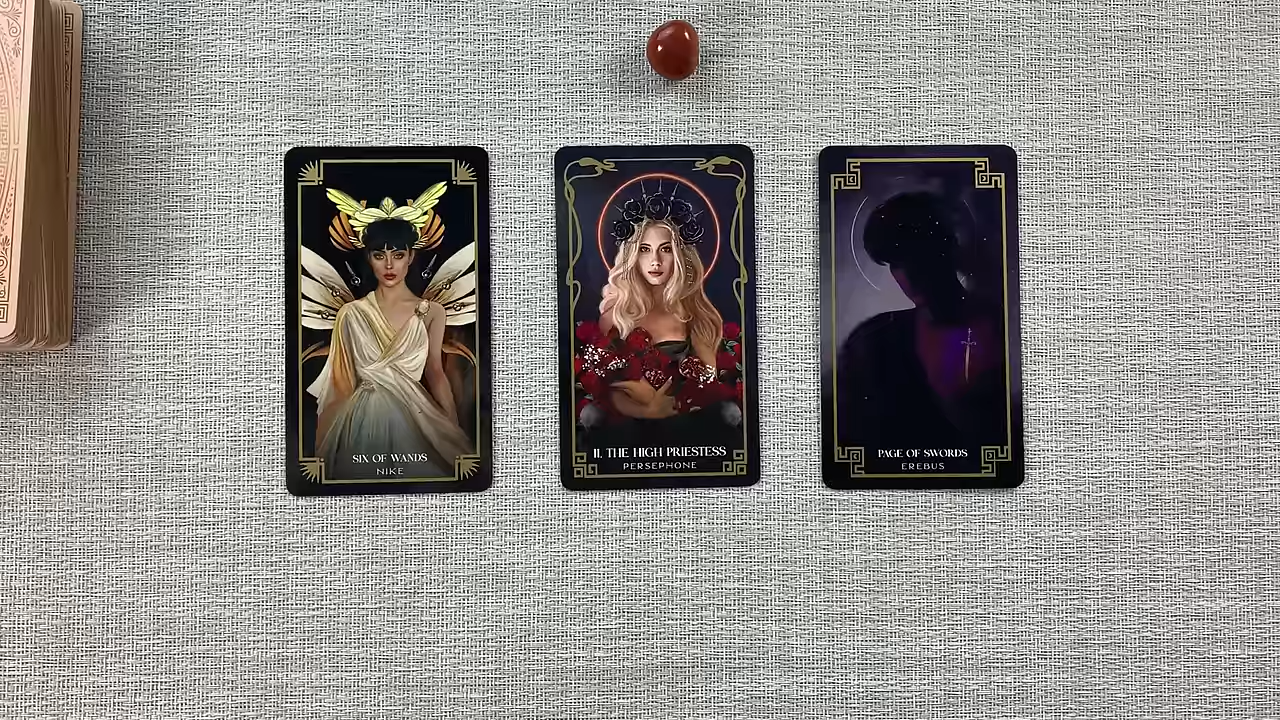 SIX OF WANDS
NIKE
II. THE HIGH PRIESTESS
PERSEPHONE
PAGE OF SWORDS
EREBUS